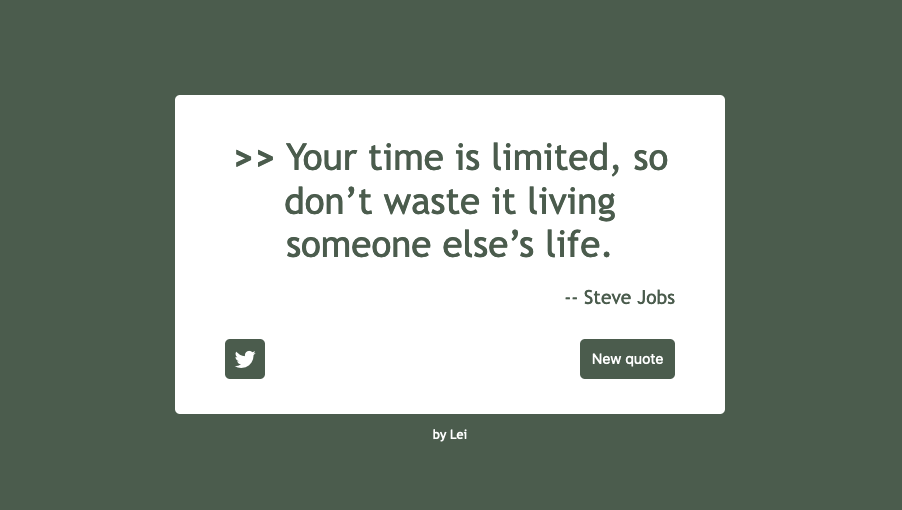 >> Your time is limited, so
don’t waste it living
someone else’s life.
-- Steve Jobs
New quote
by Lei